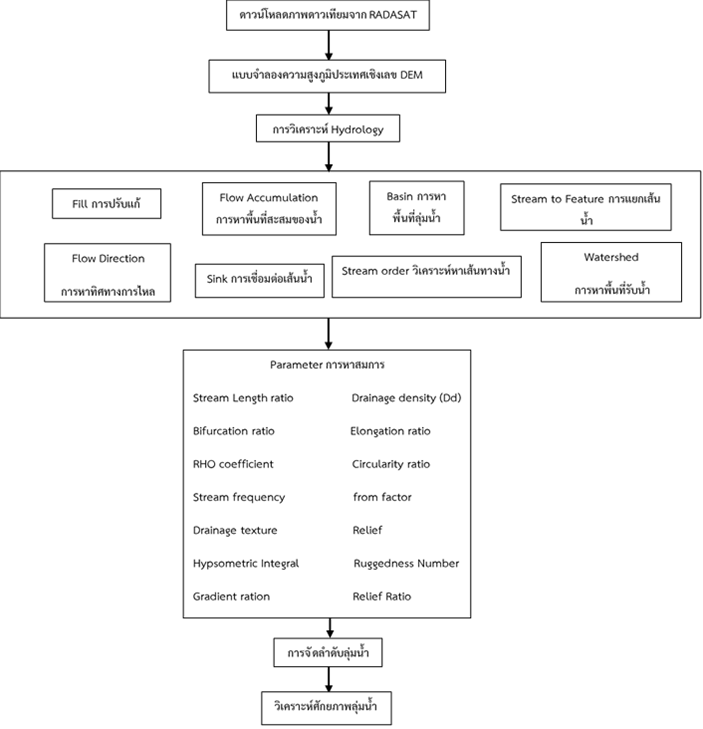 ดาวน์โหลดภาพดาวเทียมจาก RADASAT
แบบจำลองความสูงภูมิประเทศเชิงเลข DEM
การวิเคราะห์ Hydrology
Fill การปรับแก้
Flow Accumulation
การหาพื้นที่สะสมของน้ำ
Basin การหา
พื้นที่ลุ่มน้ำ
Stream to Feature การแยกเส้น
น้ำ
Flow Direction
การหาทิศทางการไหล
Sink การเชื่อมต่อเส้นน้ำ
Stream order วิเคราะห์หาเส้นทางน้ำ
Watershed
การหาพื้นที่รับน้ำ
Parameter การหาสมการ
Stream Length ratio Drainage density (Dd)
Bifurcation ratio Elongation ratio
RHO coefficient Circularity ratio
Stream frequency from factor
Drainage texture Relief
Hypsometric Integral Ruggedness Number
Gradient ration Relief Ratio
การจัดลำดับลุ่มน้ำ
วิเคราะห์ศักยภาพลุ่มน้ำ